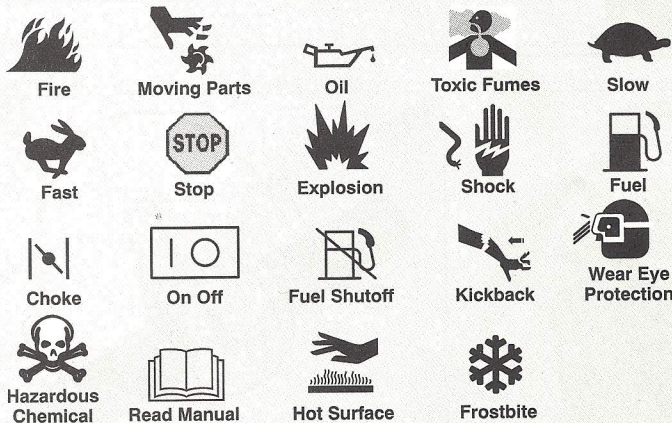 Fire
Moving Parts
Oil
Toxic Fumes
Slow
Fast
STOP
Stop
Explosion
Shock
Fuel
Choke
On Off
Fuel Shutoff
Kickback
Wear Eye
Protection
Hazardous
Chemical
Read Manual
Hot Surface
Frostbite